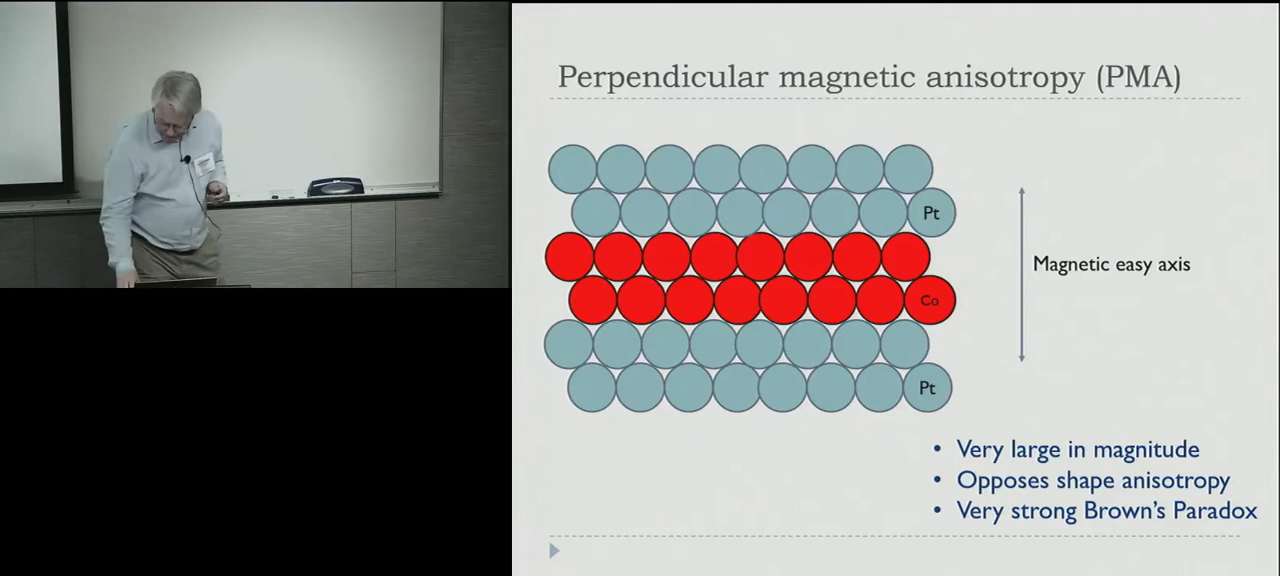 Perpendicular magnetic anisotropy (PMA)
Pt
Magnetic easy axis
Co
Pt
• Very large in magnitude
• Opposes shape anisotropy
• Very strong Brown's Paradox